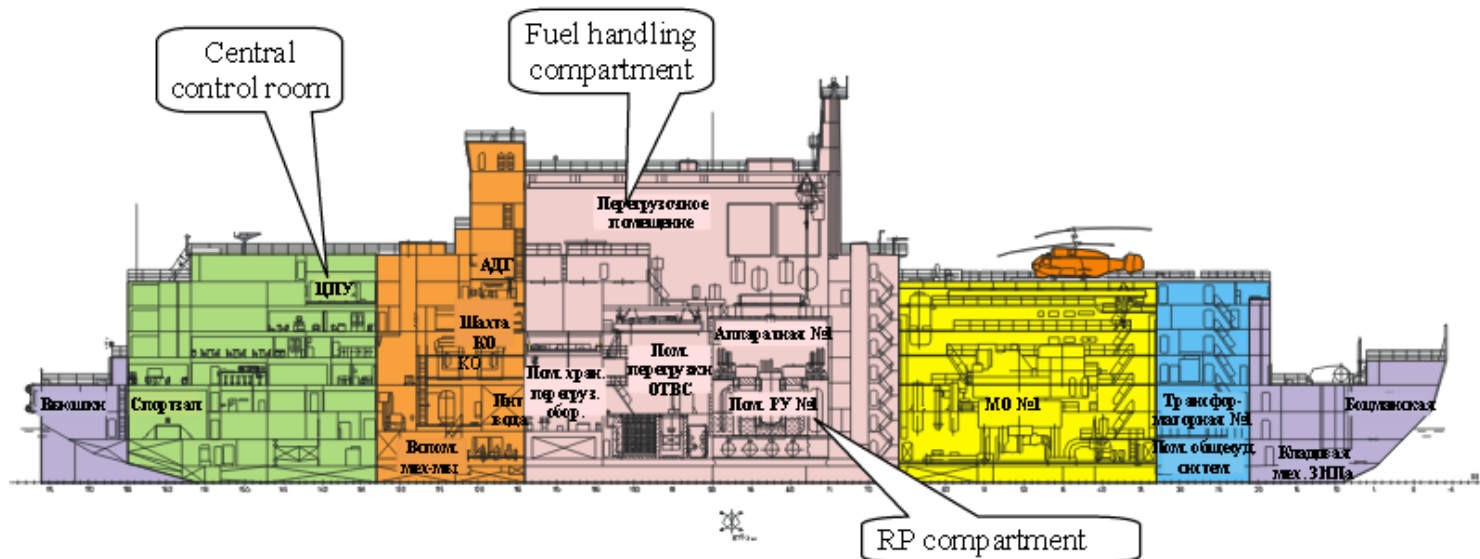 Central
control room
Fuel handling
compartment
Перегрузочное
помещение
АДГ
ЦПУ
Шахта
КО
КО
Аппаратная №1
Пом.
перегрузки
ОТВС
Пом. хран.
перегруз.
обор.
Вьюшки
Спортзал
Пит
вода
Пом. РУ №1
МО №1
Трансфор-
маторная №1
Боцманская
Вспом.
мех-мы
Пом. общесуд.
систем
Кладовая
мех. ЗИПа
RP compartment